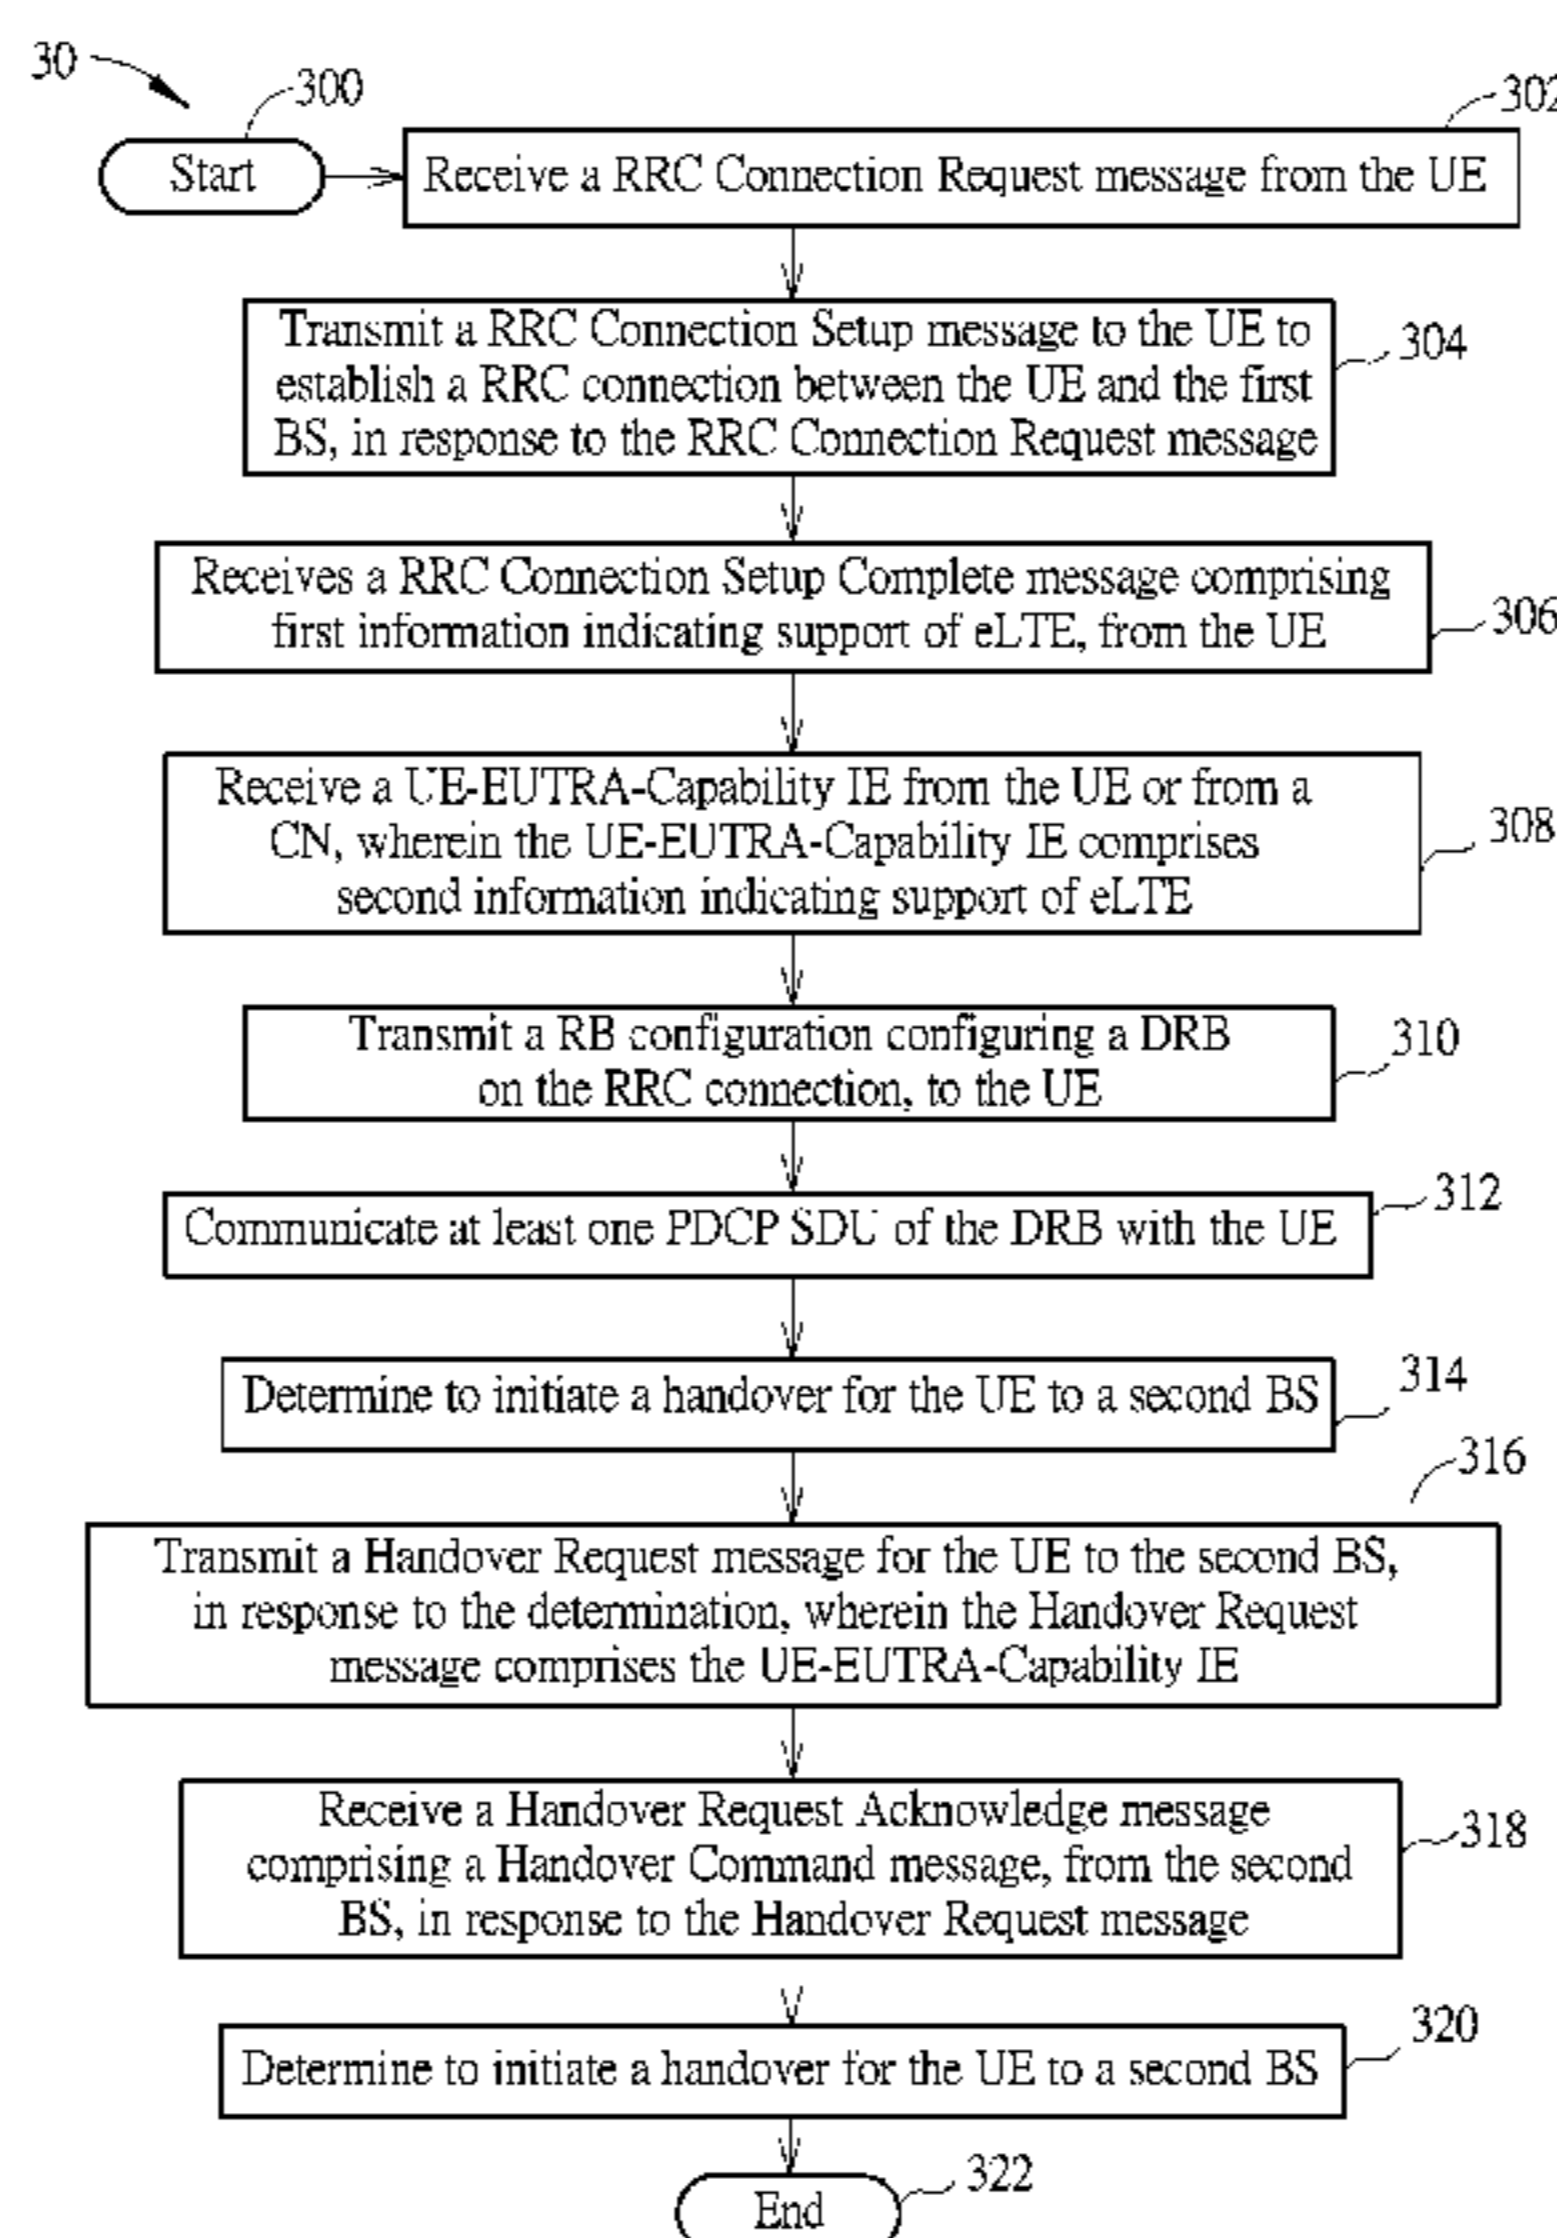 30
300
302
Start
Receive a RRC Connection Request message from the UE
Transmit a RRC Connection Setup message to the UE to
establish a RRC connection between the UE and the first
BS, in response to the RRC Connection Request message
304
Receives a RRC Connection Setup Complete message comprising
first information indicating support of eLTE, from the UE
306
Receive a UE-EUTRA-Capability IE from the UE or from a
CN, wherein the UE-EUTRA-Capability IE comprises
second information indicating support of eLTE
308
Transmit a RB configuration configuring a DRB
on the RRC connection, to the UE
310
Communicate at least one PDCP SDU of the DRB with the UE
312
Determine to initiate a handover for the UE to a second BS
314
316
Transmit a Handover Request message for the UE to the second BS,
in response to the determination, wherein the Handover Request
message comprises the UE-EUTRA-Capability IE
Receive a Handover Request Acknowledge message
comprising a Handover Command message, from the second
BS, in response to the Handover Request message
318
Determine to initiate a handover for the UE to a second BS
320
End
322